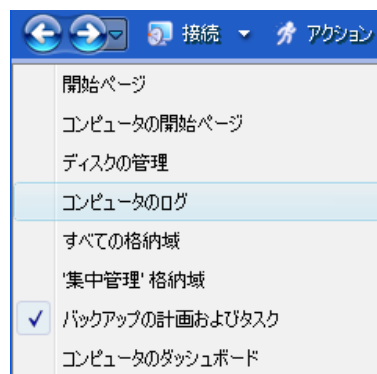 接続 アクション
開始ページ
コンピュータの開始ページ
ディスクの管理
コンピュータのログ
すべての格納域
'集中管理' 格納域
バックアップの計画およびタスク
コンピュータのダッシュボード